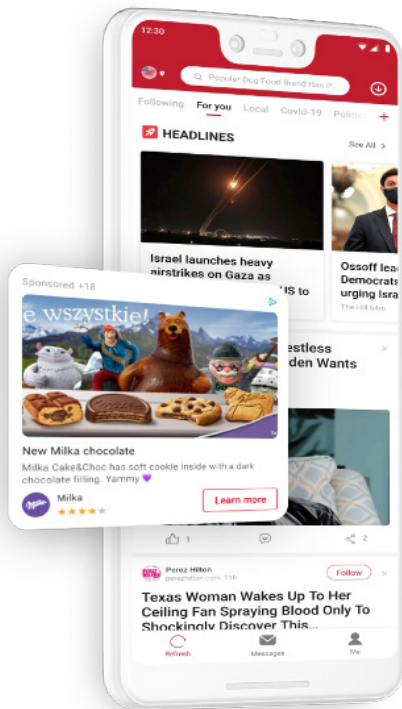 12:30
Popular Dog Food Brand Has P...
Following For you Local Covid-19 Politic
HEADLINES
See All >
Israel launches heavy
airstrikes on Gaza as
US to
Ossoff lea
Democrats
urging Isra
The Hill 54m
Sponsored +18
e wszystkie!
New Milka chocolate
Milka Cake&Choc has soft cookie inside with a dark
chocolate filling. Yammy 💜
Milka
Learn more
estless
den Wants
1
2
Perez Hilton
perezhilton.com 11h
Follow
Texas Woman Wakes Up To Her
Ceiling Fan Spraying Blood Only To
Shockingly Discover This...
Refresh
Messages
Me